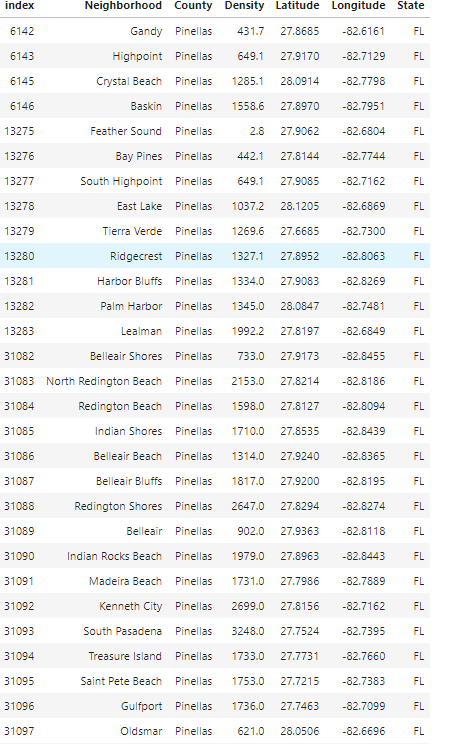 index Neighborhood County Density Latitude Longitude State
6142 Gandy Pinellas 431.7 27.8685 -82.6161 FL
6143 Highpoint Pinellas 649.1 27.9170 -82.7129 FL
6145 Crystal Beach Pinellas 1285.1 28.0914 -82.7798 FL
6146 Baskin Pinellas 1558.6 27.8970 -82.7951 FL
13275 Feather Sound Pinellas 2.8 27.9062 -82.6804 FL
13276 Bay Pines Pinellas 442.1 27.8144 -82.7744 FL
13277 South Highpoint Pinellas 649.1 27.9085 -82.7162 FL
13278 East Lake Pinellas 1037.2 28.1205 -82.6869 FL
13279 Tierra Verde Pinellas 1269.6 27.6685 -82.7300 FL
13280 Ridgecrest Pinellas 1327.1 27.8952 -82.8063 FL
13281 Harbor Bluffs Pinellas 1334.0 27.9083 -82.8269 FL
13282 Palm Harbor Pinellas 1345.0 28.0847 -82.7481 FL
13283 Lealman Pinellas 1992.2 27.8197 -82.6849 FL
31082 Belleair Shores Pinellas 733.0 27.9173 -82.8455 FL
31083 North Redington Beach Pinellas 2153.0 27.8214 -82.8186 FL
31084 Redington Beach Pinellas 1598.0 27.8127 -82.8094 FL
31085 Indian Shores Pinellas 1710.0 27.8535 -82.8439 FL
31086 Belleair Beach Pinellas 1314.0 27.9240 -82.8365 FL
31087 Belleair Bluffs Pinellas 1817.0 27.9200 -82.8195 FL
31088 Redington Shores Pinellas 2647.0 27.8294 -82.8274 FL
31089 Belleair Pinellas 902.0 27.9363 -82.8118 FL
31090 Indian Rocks Beach Pinellas 1979.0 27.8963 -82.8443 FL
31091 Madeira Beach Pinellas 1731.0 27.7986 -82.7889 FL
31092 Kenneth City Pinellas 2699.0 27.8156 -82.7162 FL
31093 South Pasadena Pinellas 3248.0 27.7524 -82.7395 FL
31094 Treasure Island Pinellas 1733.0 27.7731 -82.7660 FL
31095 Saint Pete Beach Pinellas 1753.0 27.7215 -82.7383 FL
31096 Gulfport Pinellas 1736.0 27.7463 -82.7099 FL
31097 Oldsmar Pinellas 621.0 28.0506 -82.6696 FL